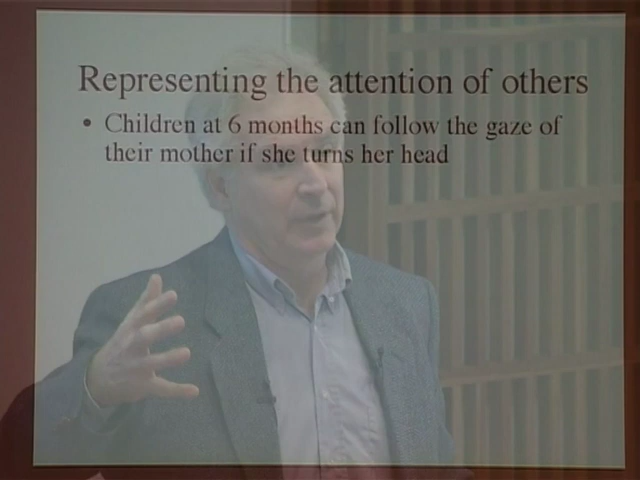 Representing the attention of others
• Children at 6 months can follow the gaze of
their mother if she turns her head